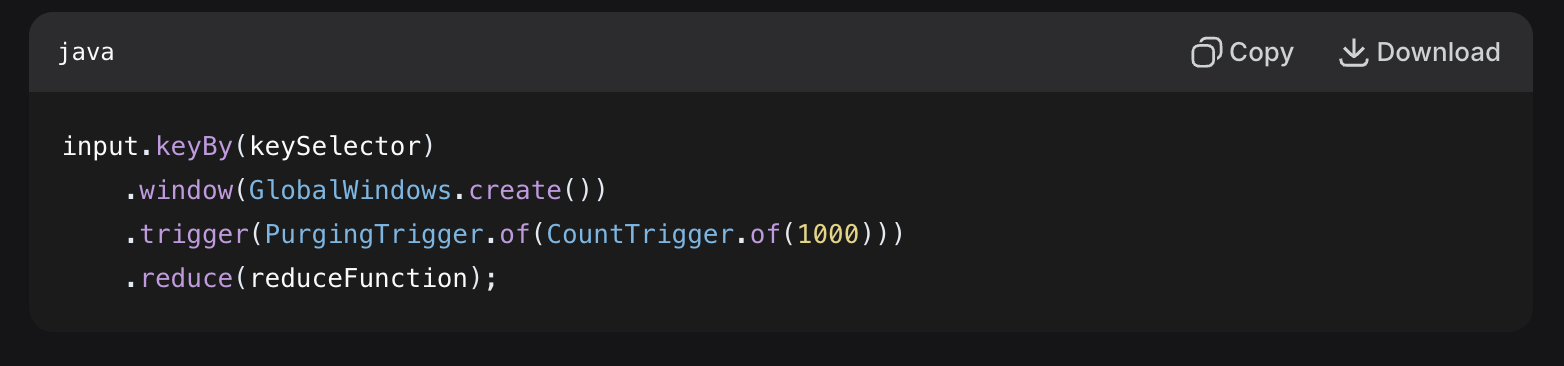 java
Copy
Download
input.keyBy(keySelector)
    .window(GlobalWindows.create())
    .trigger(PurgingTrigger.of(CountTrigger.of(1000)))
    .reduce(reduceFunction);